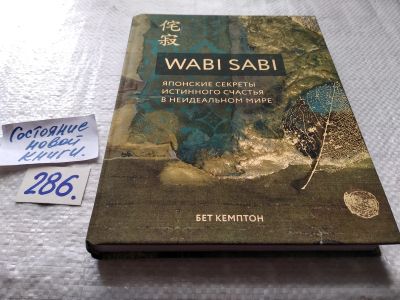 侘
寂
WABI SABI
ЯПОНСКИЕ СЕКРЕТЫ
ИСТИННОГО СЧАСТЬЯ
В НЕИДЕАЛЬНОМ МИРЕ
БЕТ КЕМПТОН
Состояние
новой
книги.
286.